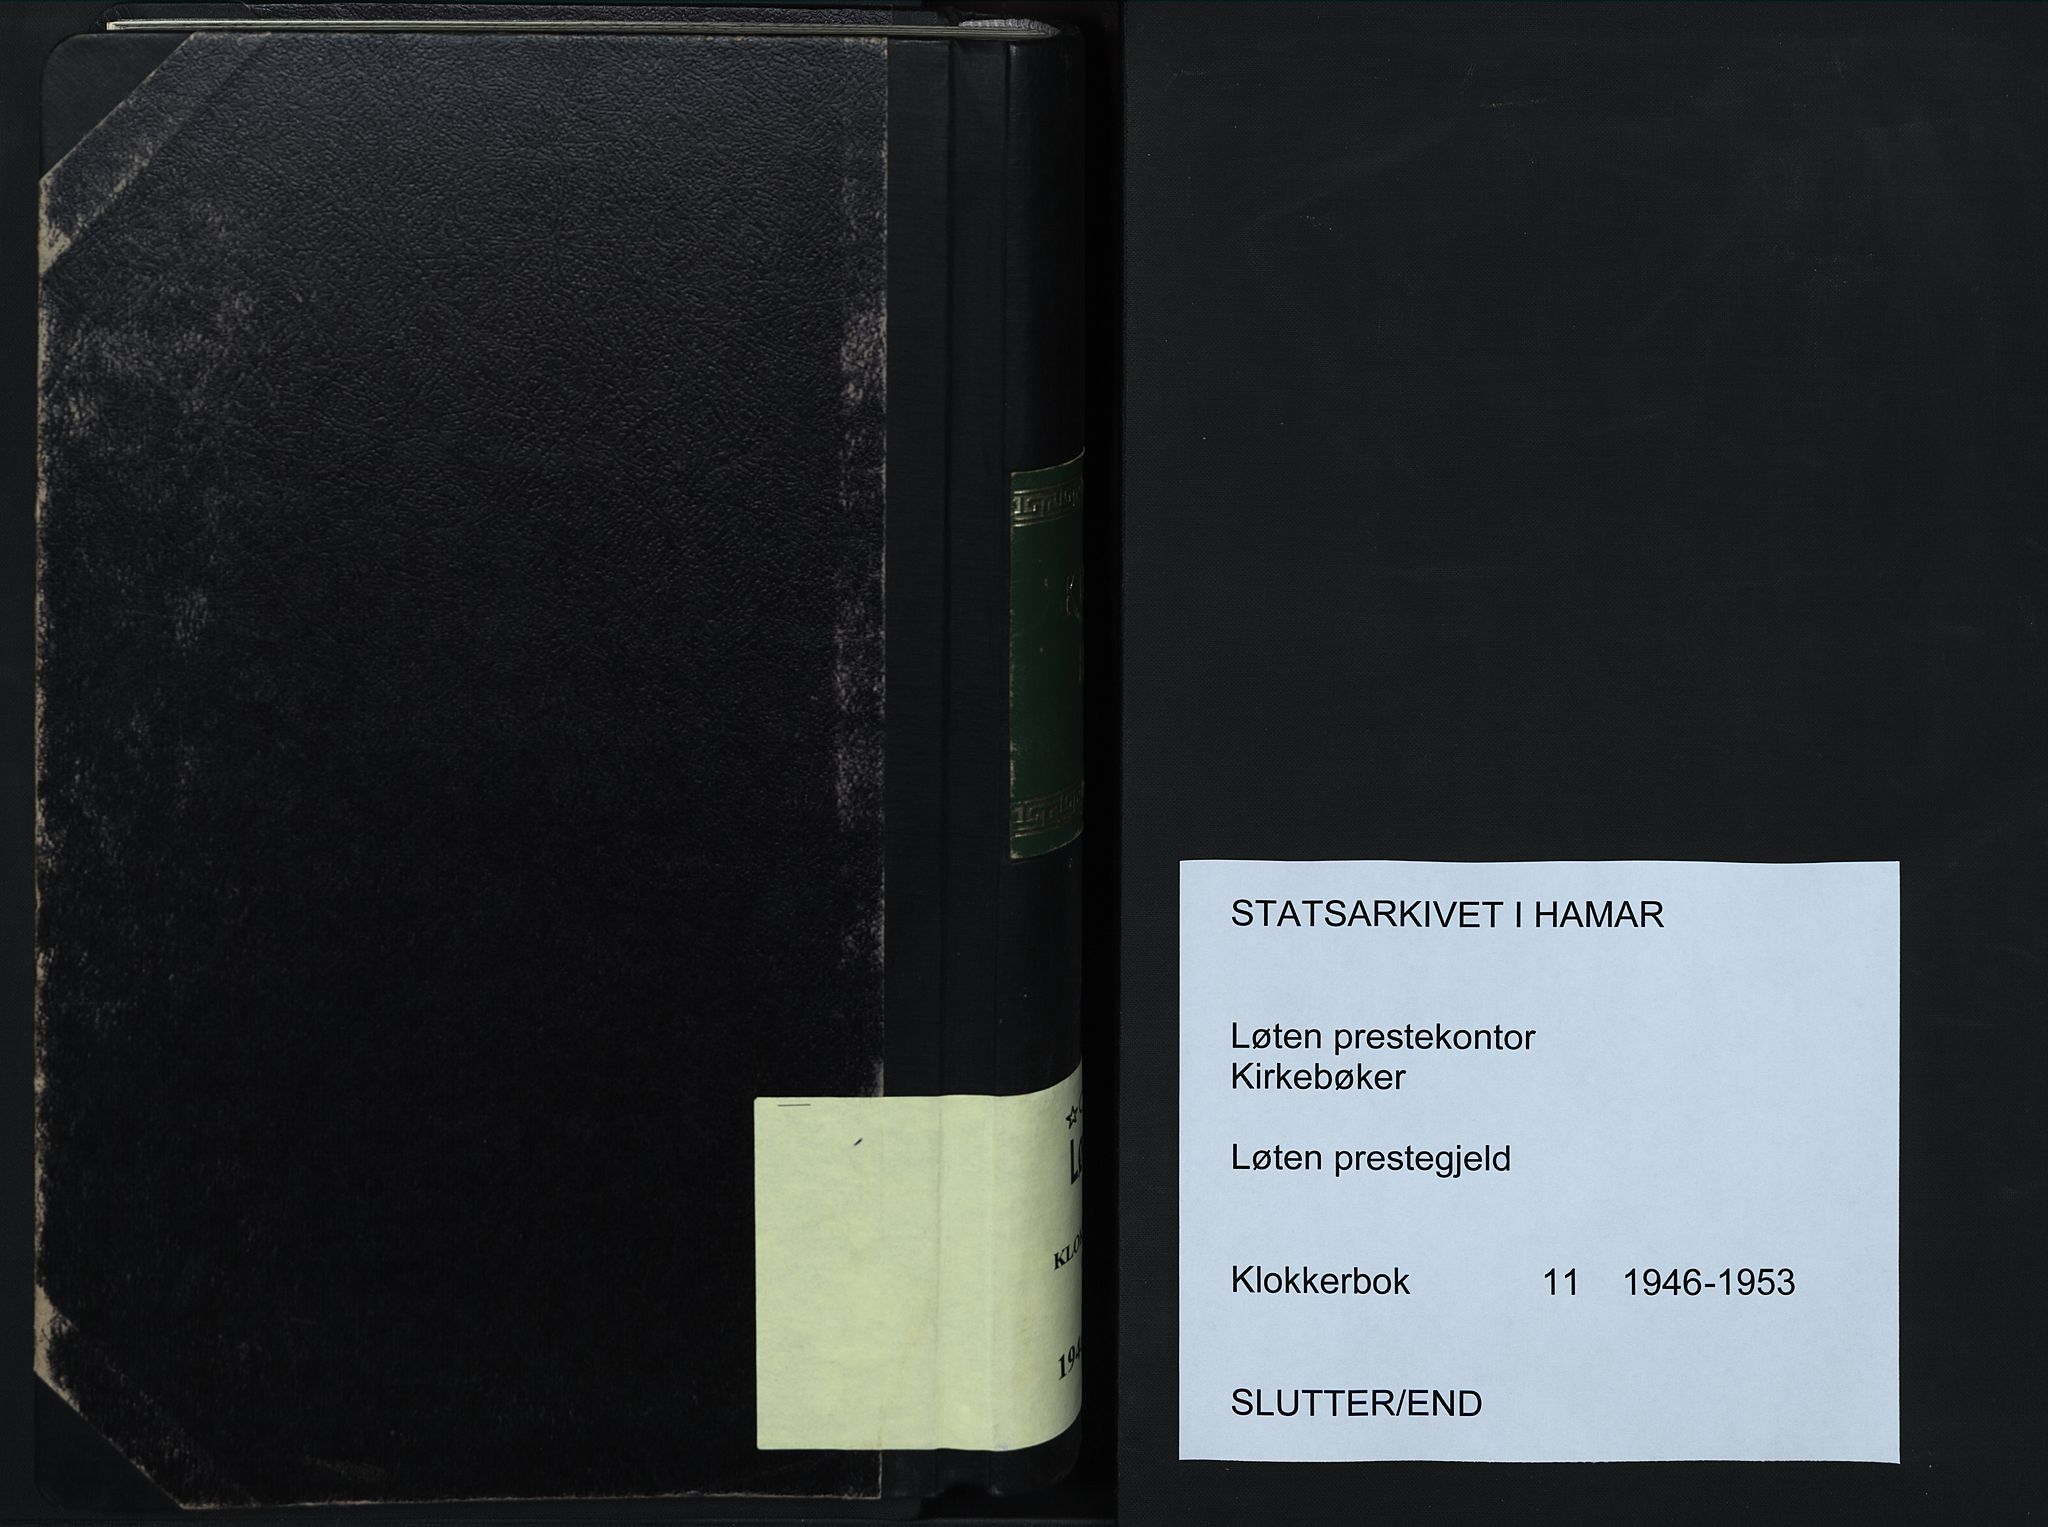 STATSARKIVET I HAMAR
Løten prestekontor
Kirkebøker
Løten prestegjeld
Klokkerbok 11 1946-1953
SLUTTER/END